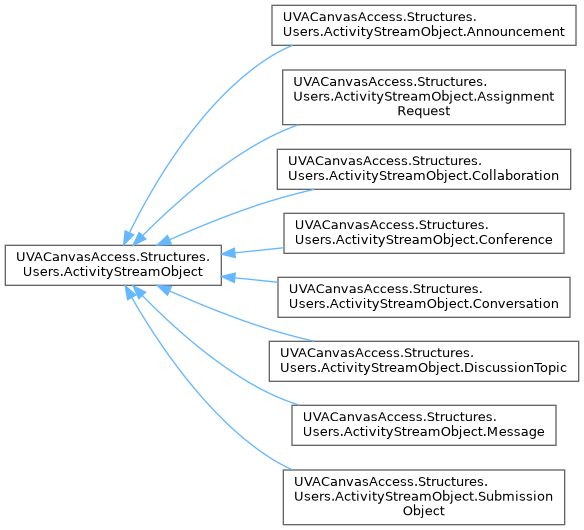 UVACanvasAccess.Structures.
Users.ActivityStreamObject.Announcement
UVACanvasAccess.Structures.
Users.ActivityStreamObject.Assignment
Request
UVACanvasAccess.Structures.
Users.ActivityStreamObject.Collaboration
UVACanvasAccess.Structures.
Users.ActivityStreamObject.Conference
UVACanvasAccess.Structures.
Users.ActivityStreamObject
UVACanvasAccess.Structures.
Users.ActivityStreamObject.Conversation
UVACanvasAccess.Structures.
Users.ActivityStreamObject.DiscussionTopic
UVACanvasAccess.Structures.
Users.ActivityStreamObject.Message
UVACanvasAccess.Structures.
Users.ActivityStreamObject.Submission
Object